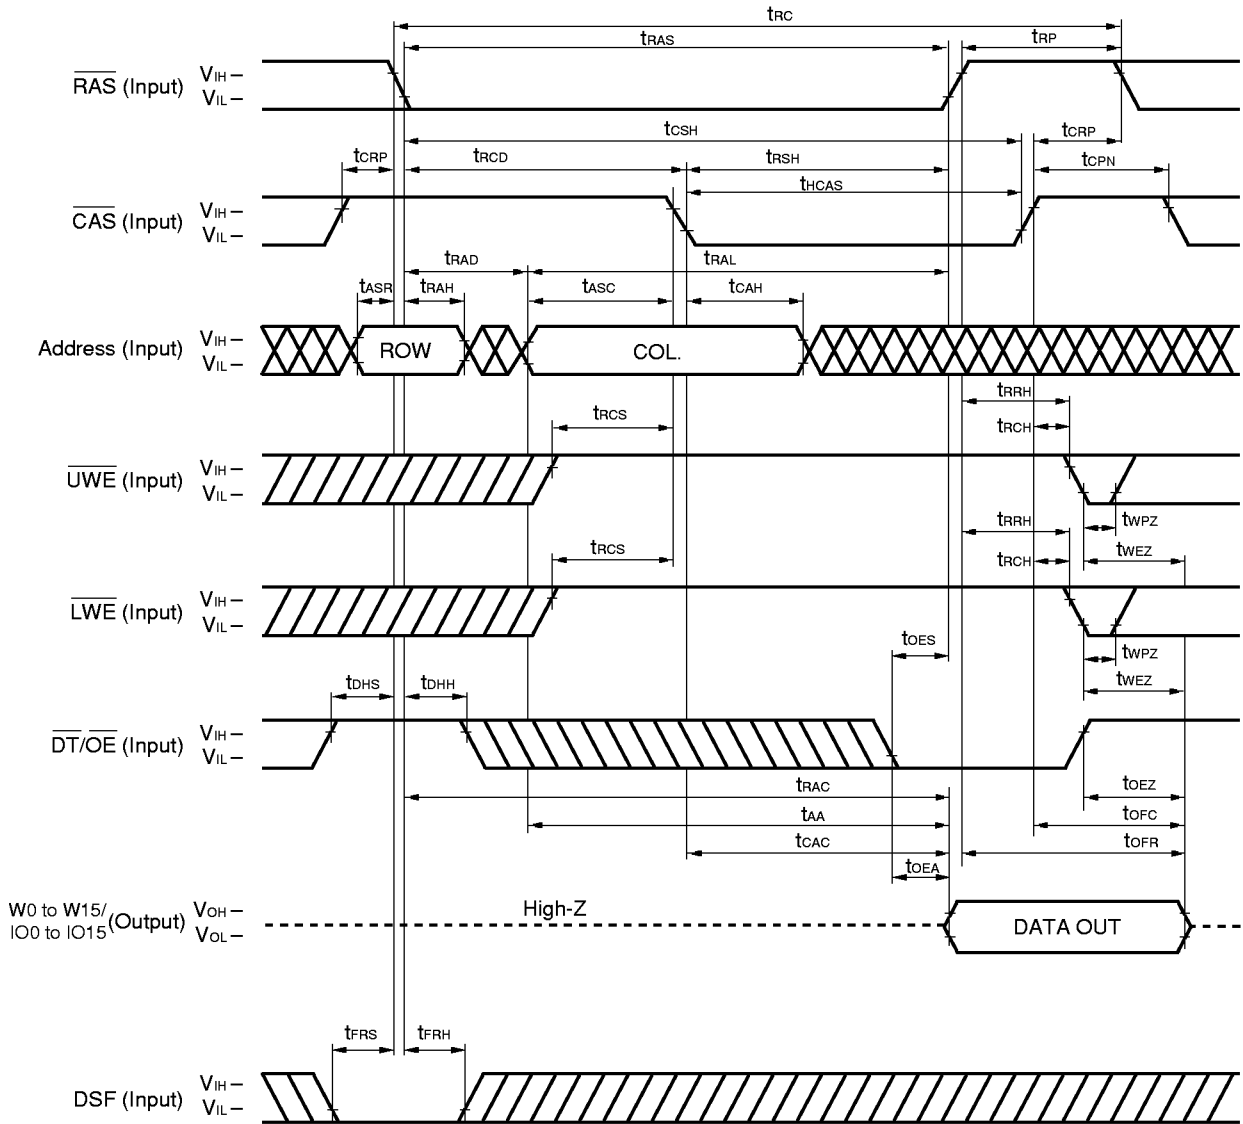 tRC
tRAS tRP
RAS (Input) VIH VIL
tCSH tCRP
tCRP tRCD tRSH tCPN
tHCAS
CAS (Input) VIH VIL
tRAD tRAL
tASR tRAH tASC tCAH
Address (Input) VIH VIL ROW COL.
tRRH
tRCS tRCH
UWE (Input) VIH VIL
tRRH tWPZ
tRCS tRCH tWEZ
LWE (Input) VIH VIL
tOES tWPZ
tDHS tDHH tWEZ
DT/OE (Input) VIH VIL
tRAC tOEZ
tAA tOFC
tCAC tOFR
tOEA
W0 to W15/
IO0 to IO15 (Output) VOH VOL High-Z DATA OUT
tFRS tFRH
DSF (Input) VIH VIL